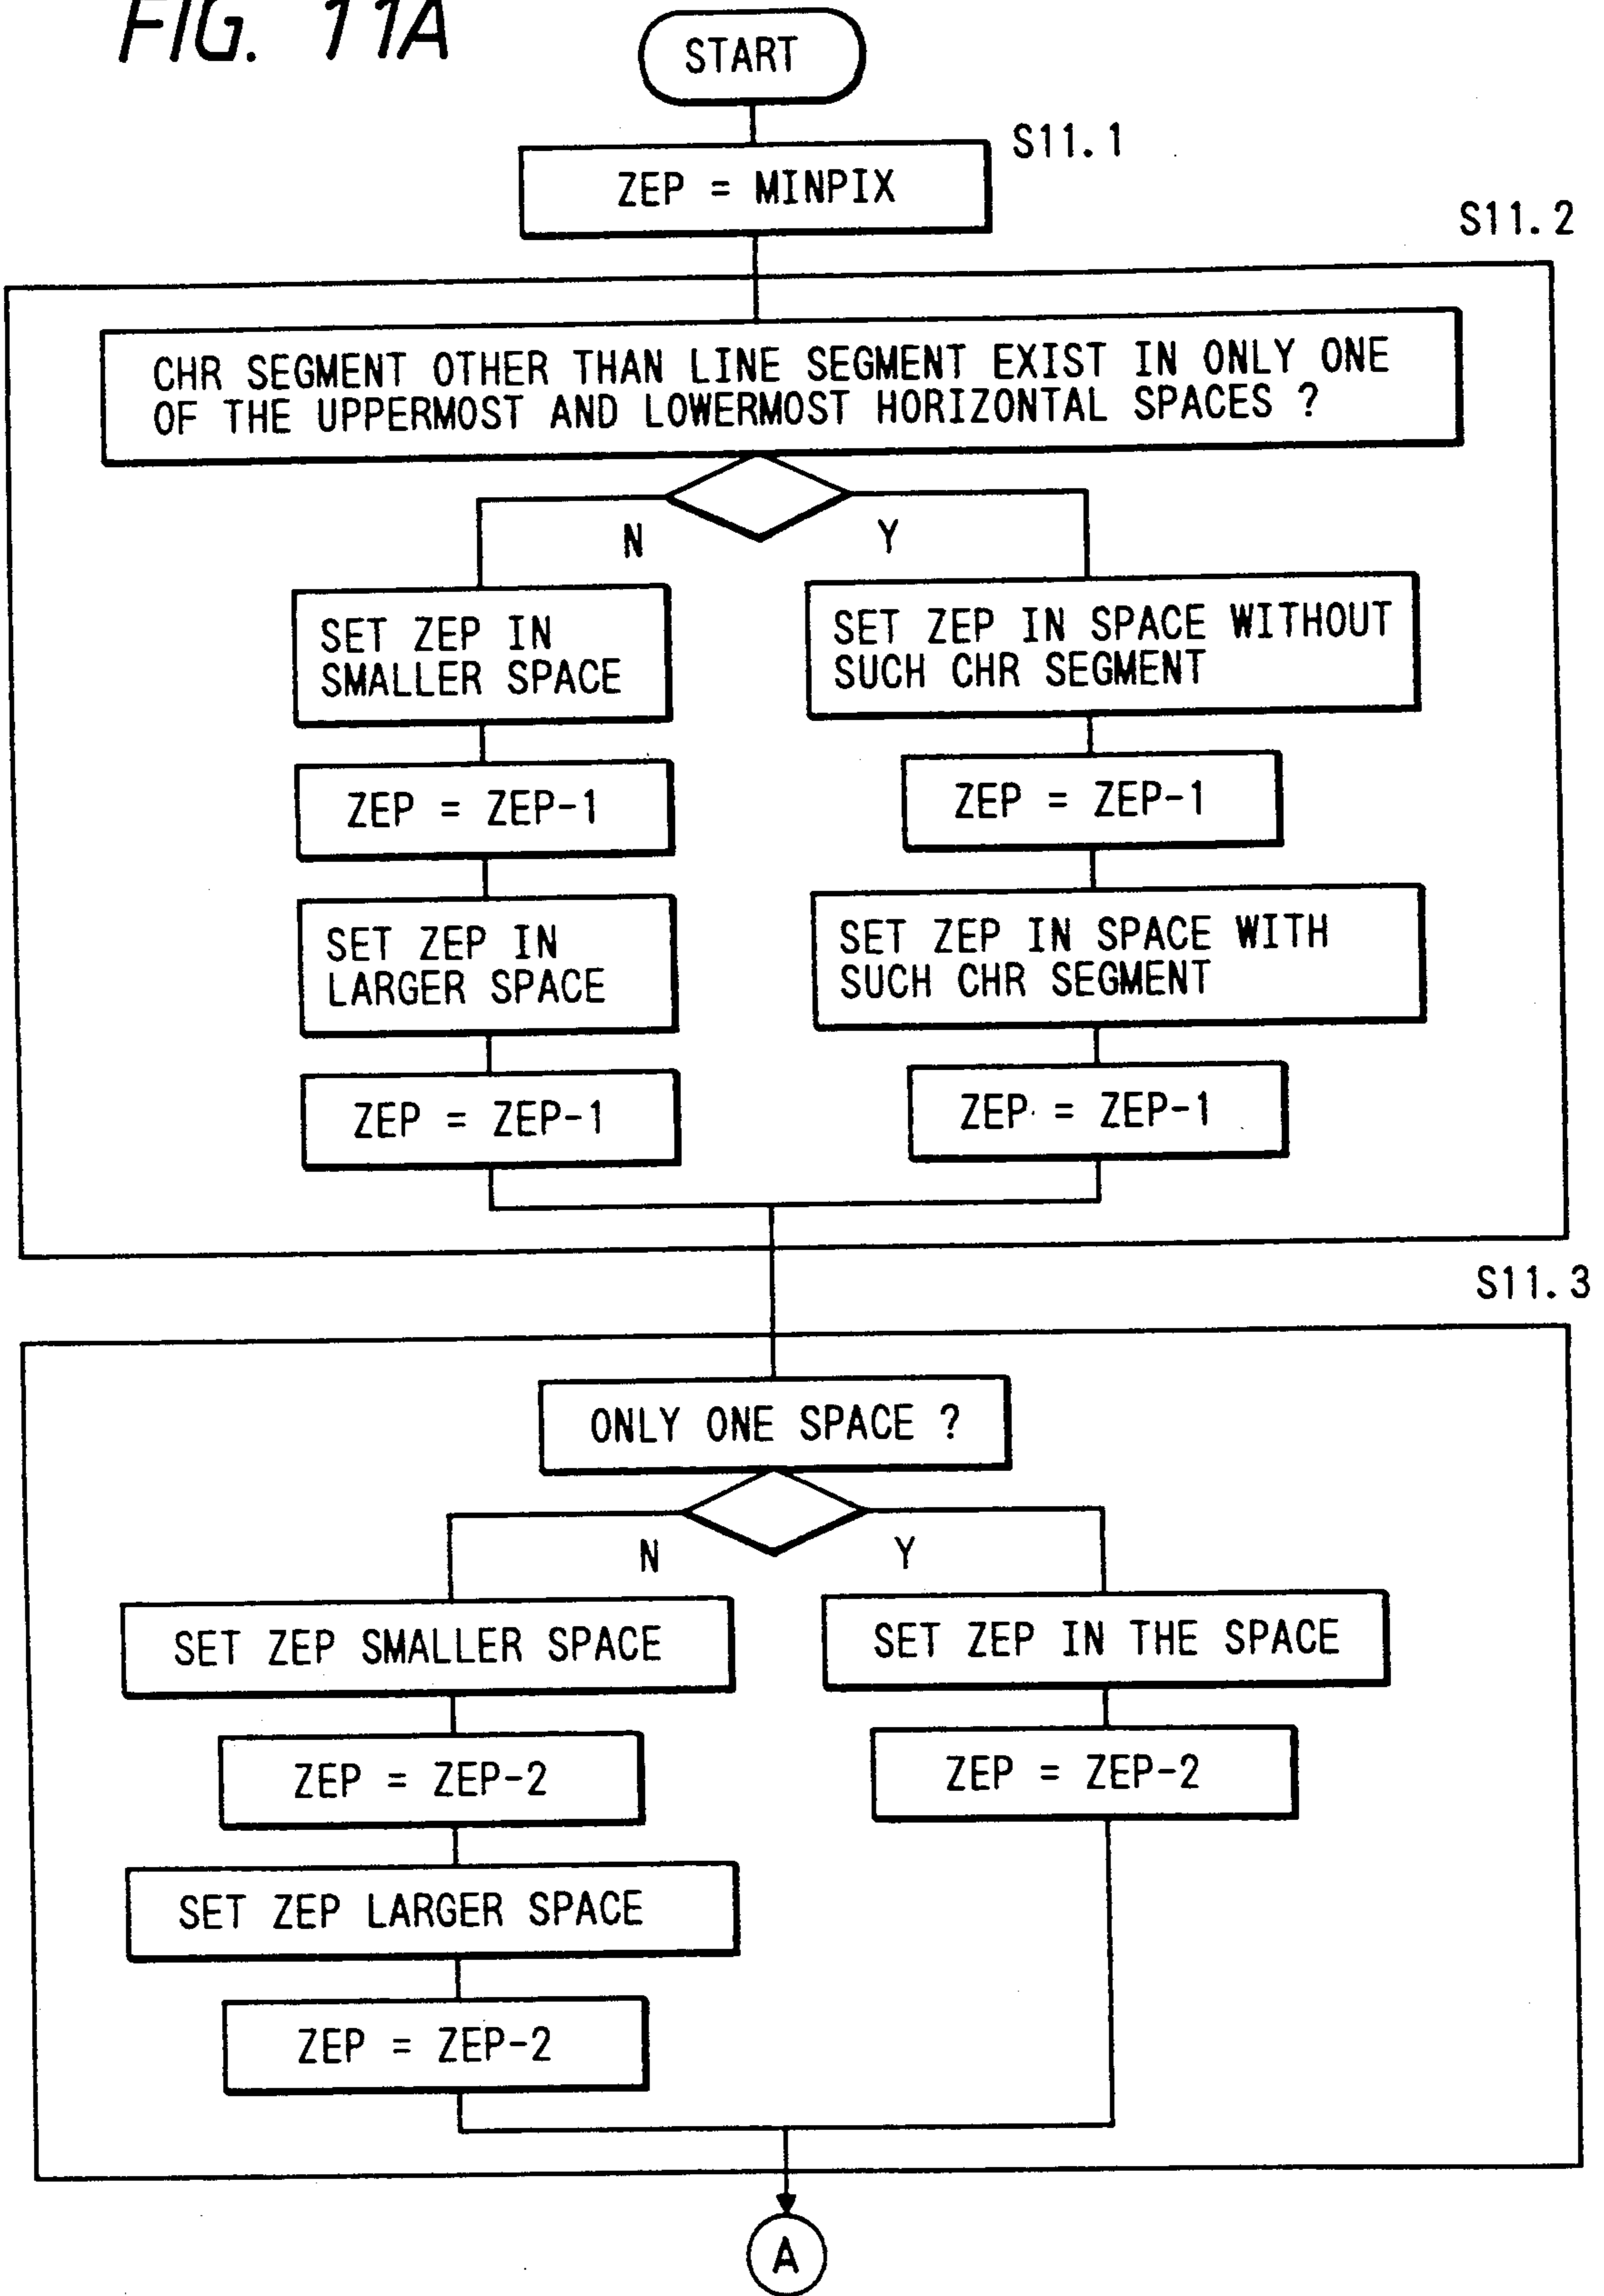 FIG. 11A
START
S11.1
ZEP = MINPIX
S11.2
CHR SEGMENT OTHER THAN LINE SEGMENT EXIST IN ONLY ONE
OF THE UPPERMOST AND LOWERMOST HORIZONTAL SPACES ?
N
Y
SET ZEP IN
SMALLER SPACE
ZEP = ZEP-1
SET ZEP IN
LARGER SPACE
ZEP = ZEP-1
SET ZEP IN SPACE WITHOUT
SUCH CHR SEGMENT
ZEP = ZEP-1
SET ZEP IN SPACE WITH
SUCH CHR SEGMENT
ZEP = ZEP-1
S11.3
ONLY ONE SPACE ?
N
Y
SET ZEP SMALLER SPACE
ZEP = ZEP-2
SET ZEP LARGER SPACE
ZEP = ZEP-2
SET ZEP IN THE SPACE
ZEP = ZEP-2
A